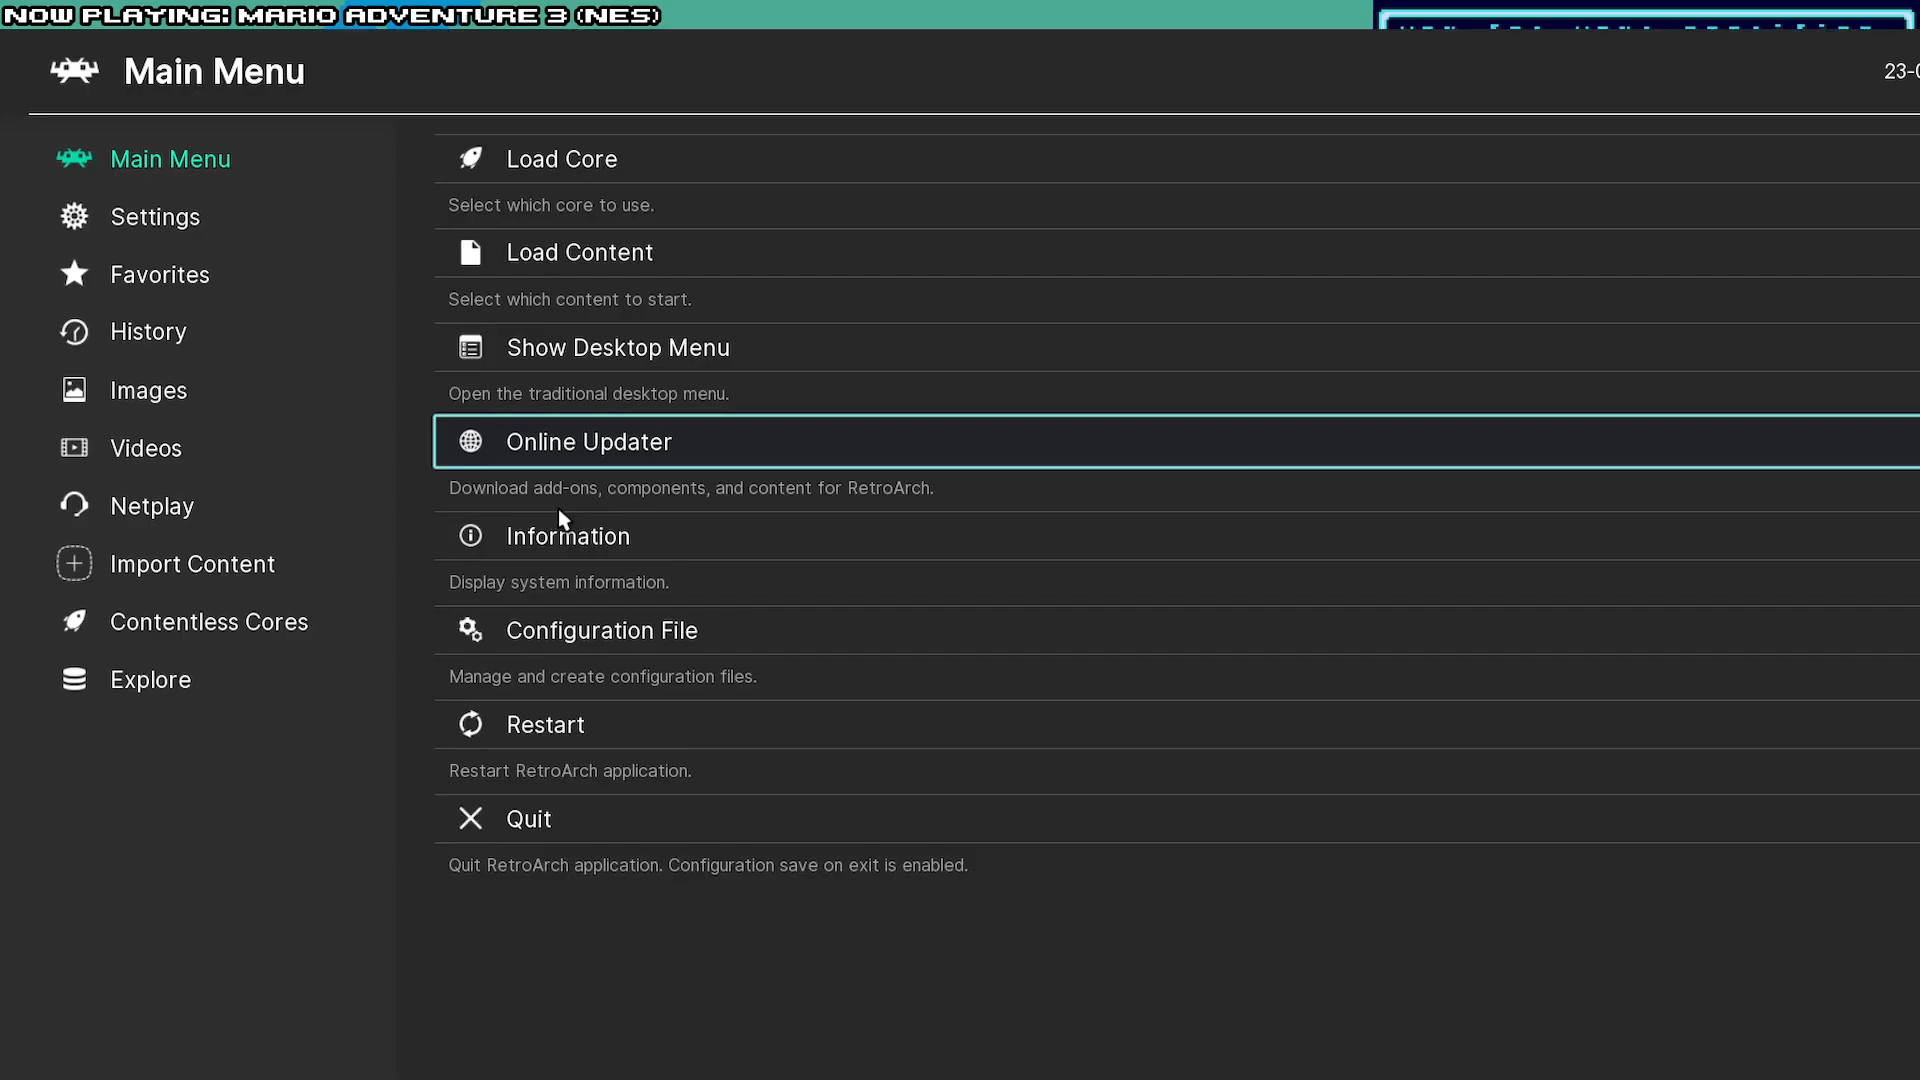 NOW PLAYING: MARIO ADVENTURE 3 (NES)
Main Menu
23-0
Main Menu
Settings
Favorites
History
Images
Videos
Netplay
Import Content
Contentless Cores
Explore
Load Core
Select which core to use.
Load Content
Select which content to start.
Show Desktop Menu
Open the traditional desktop menu.
Online Updater
Download add-ons, components, and content for RetroArch.
Information
Display system information.
Configuration File
Manage and create configuration files.
Restart
Restart RetroArch application.
Quit
Quit RetroArch application. Configuration save on exit is enabled.